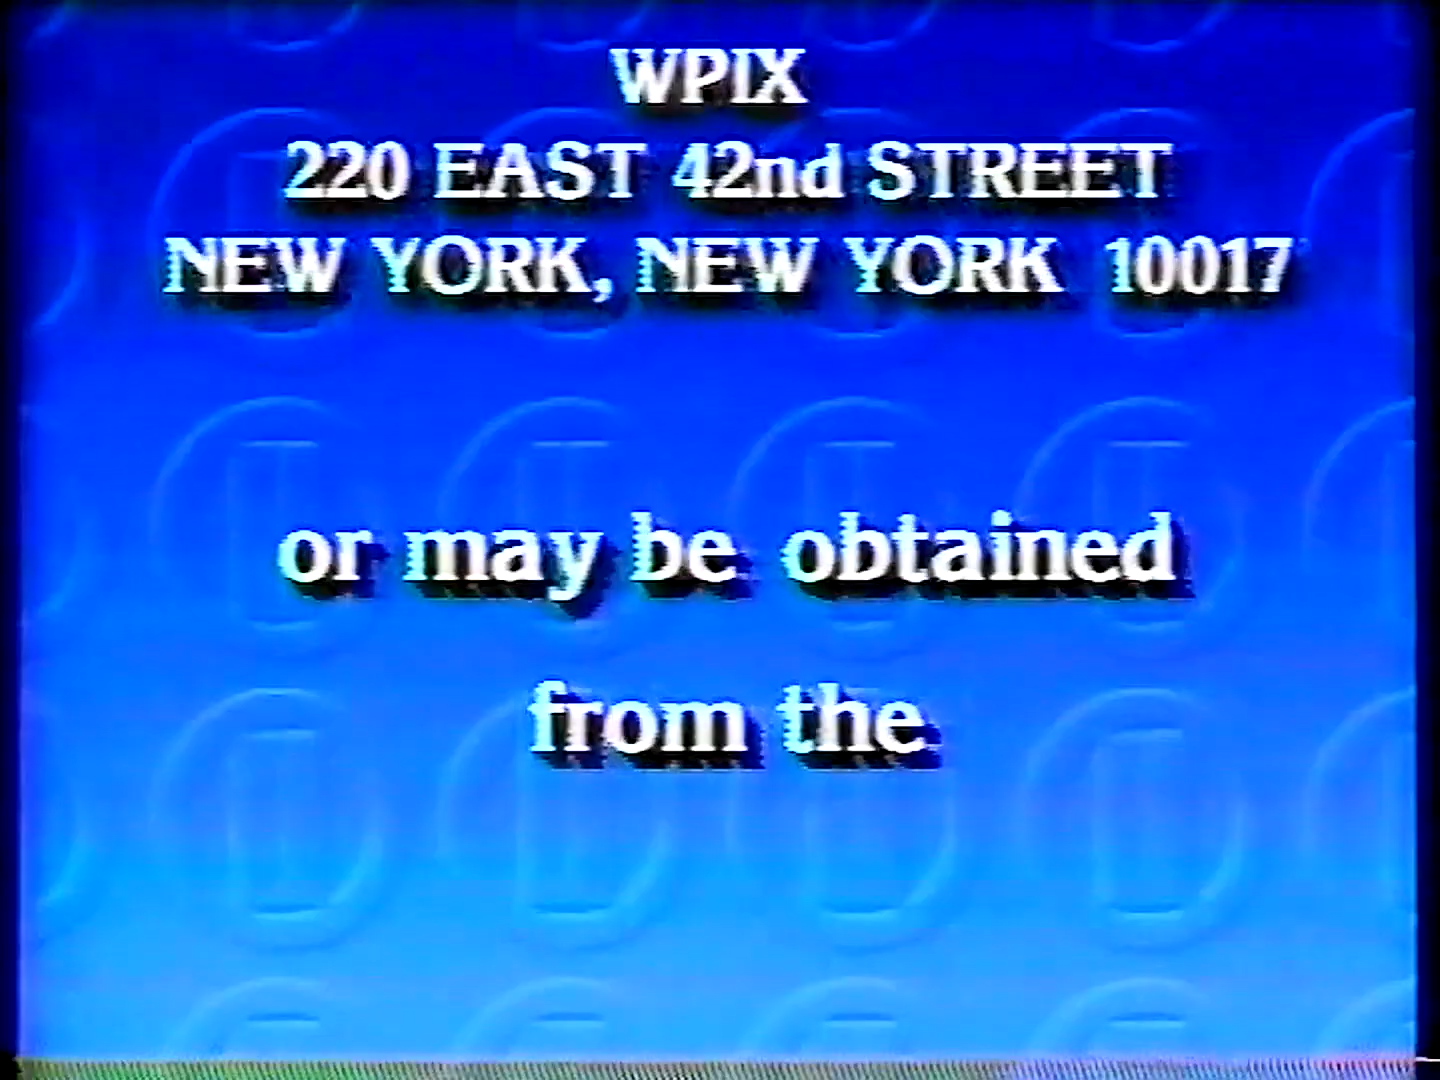 WPIX
220 EAST 42nd STREET
NEW YORK, NEW YORK 10017
or may be obtained
from the